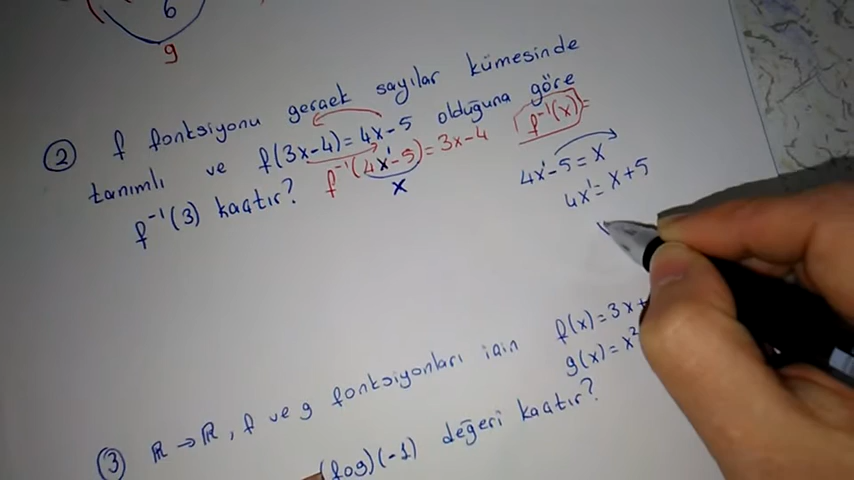 6
g
2 f fonksiyonu gerçek sayılar kümesinde
tanımlı ve f(3x-4)=4x-5 olduğuna göre
f⁻¹(3) kaçtır?
f⁻¹(4x'-5)=3x-4
x
f⁻¹(x)=
4x'-5=x
4x'=x+5
3 R→R, f ve g fonksiyonları için f(x)=3x+
g(x)=x²
(fog)(-1) değeri kaçtır?